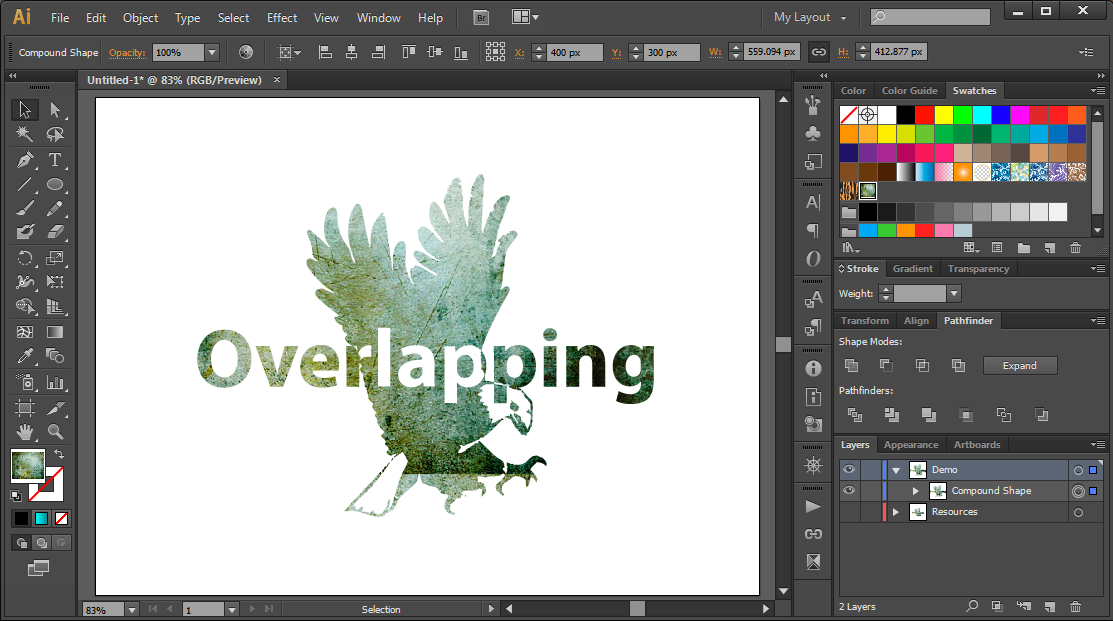 Ai File Edit Object Type Select Effect View Window Help Br My Layout
Compound Shape Opacity: 100% X: 400 px Y: 300 px W: 559.094 px H: 412.877 px
Untitled-1* @ 83% (RGB/Preview) ×
Color Color Guide Swatches
Overlapping
Stroke Gradient Transparency
Weight:
Transform Align Pathfinder
Shape Modes:
Expand
Pathfinders:
Layers Appearance Artboards
Demo
Compound Shape
Resources
2 Layers
83% 1 Selection